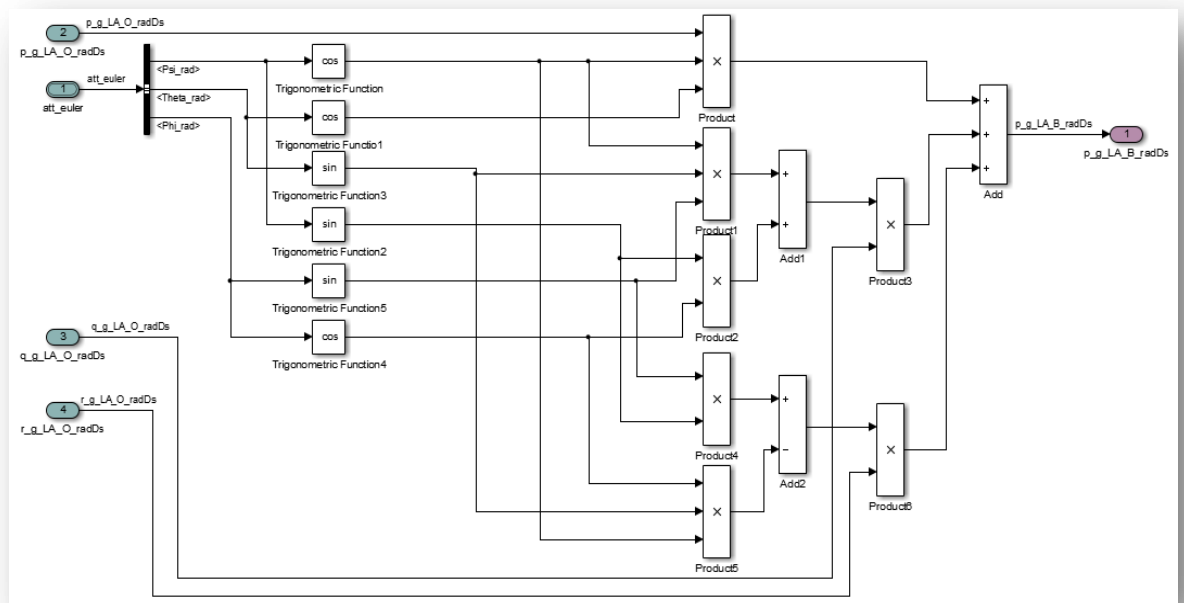 p_g_LA_O_radDs
2
p_g_LA_O_radDs
att_euler
1
att_euler
<Psi_rad>
<Theta_rad>
<Phi_rad>
cos
Trigonometric Function
cos
Trigonometric Functio1
sin
Trigonometric Function3
sin
Trigonometric Function2
sin
Trigonometric Function5
cos
Trigonometric Function4
q_g_LA_O_radDs
3
q_g_LA_O_radDs
r_g_LA_O_radDs
4
r_g_LA_O_radDs
×
Product
×
Product1
×
Product2
×
Product4
×
Product5
+
+
Add1
+
−
Add2
×
Product3
×
Product6
+
+
+
Add
p_g_LA_B_radDs
1
p_g_LA_B_radDs